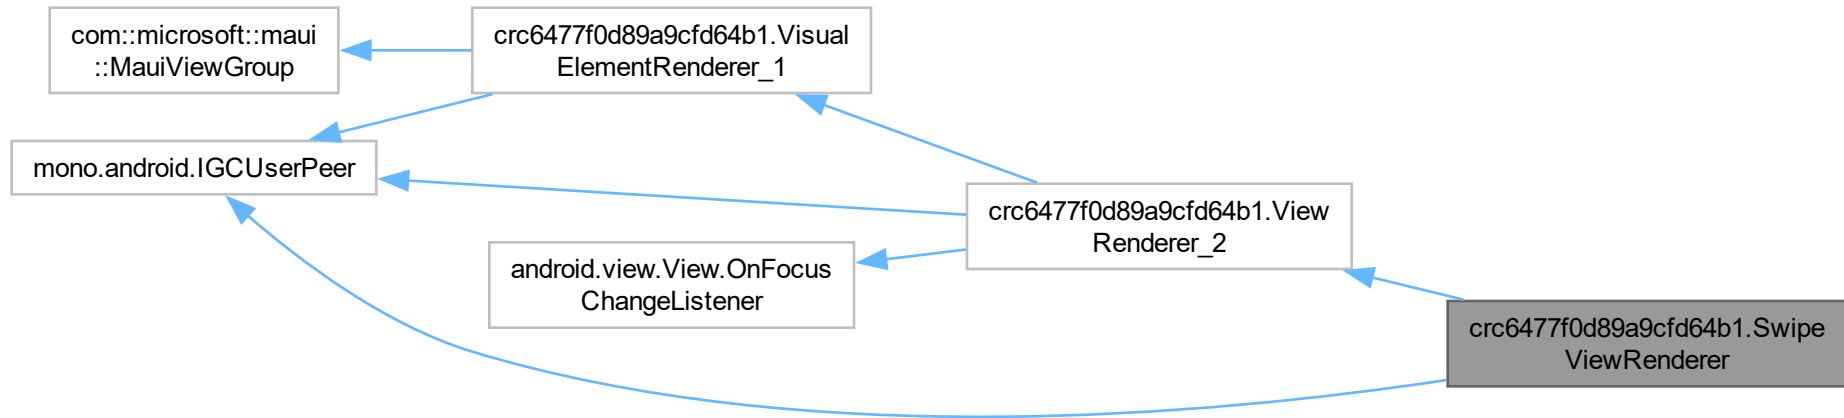 com::microsoft::maui
::MauiViewGroup
crc6477f0d89a9cfd64b1.Visual
ElementRenderer_1
mono.android.IGCUserPeer
crc6477f0d89a9cfd64b1.View
Renderer_2
android.view.View.OnFocus
ChangeListener
crc6477f0d89a9cfd64b1.Swipe
ViewRenderer